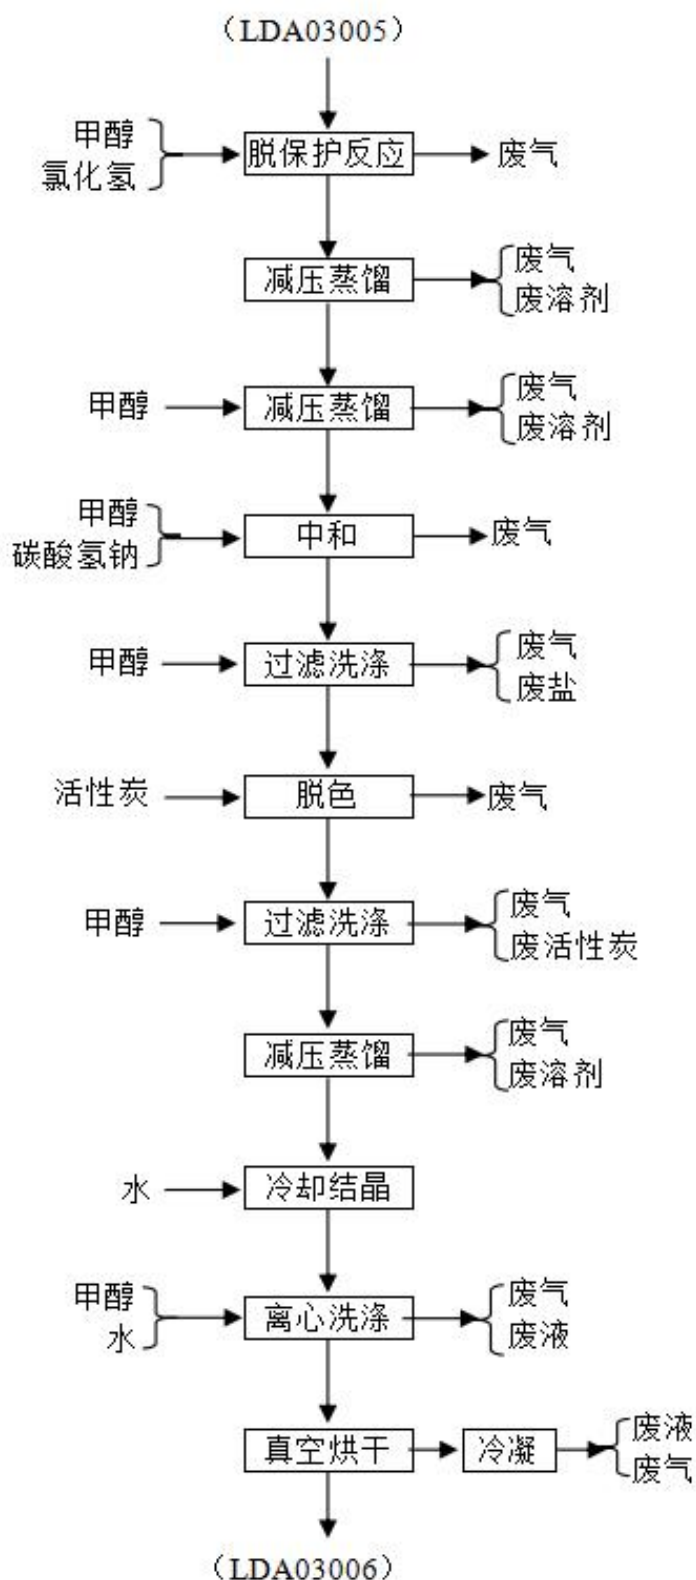 （LDA03005）
甲醇
氯化氢
脱保护反应
废气
减压蒸馏
废气
废溶剂
甲醇
减压蒸馏
废气
废溶剂
甲醇
碳酸氢钠
中和
废气
甲醇
过滤洗涤
废气
废盐
活性炭
脱色
废气
甲醇
过滤洗涤
废气
废活性炭
减压蒸馏
废气
废溶剂
水
冷却结晶
甲醇
水
离心洗涤
废气
废液
真空烘干
冷凝
废液
废气
（LDA03006）